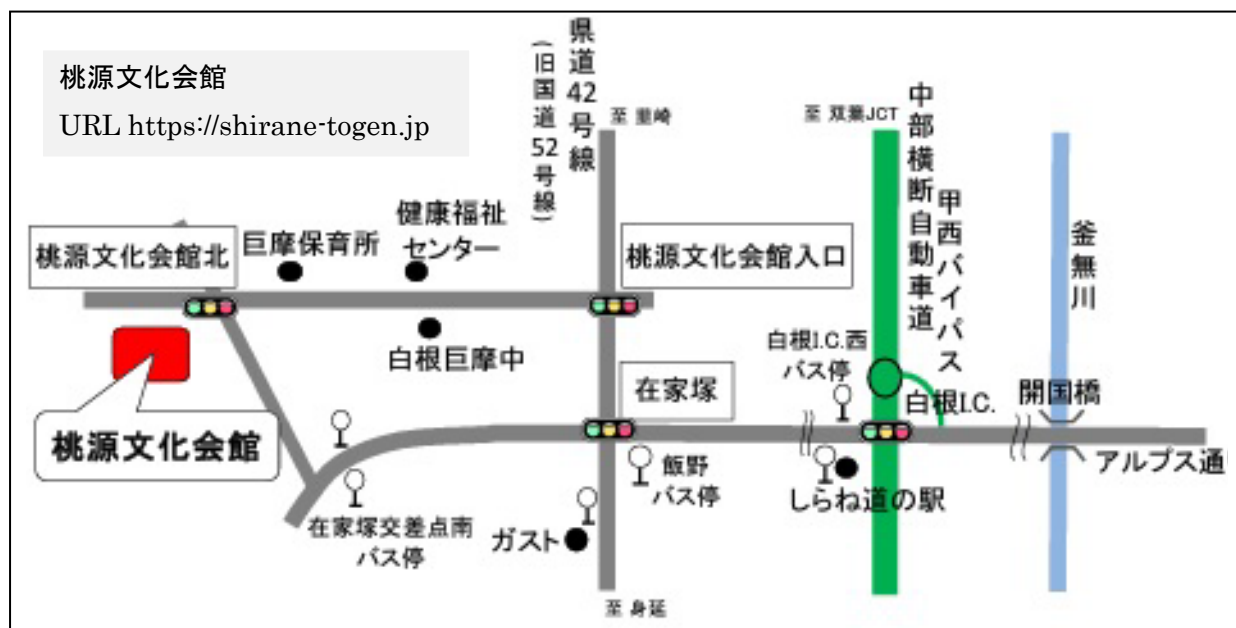 桃源文化会館
URL https://shirane-togen.jp
県道42号線
(旧国道52号線)
至 韮崎
至 双葉JCT
中部横断自動車道
甲西バイパス
釜無川
桃源文化会館北
巨摩保育所
健康福祉
センター
桃源文化会館入口
白根巨摩中
白根I.C.西
バス停
白根I.C.
開国橋
在家塚
桃源文化会館
飯野
バス停
しらね道の駅
アルプス通
在家塚交差点南
バス停
ガスト
至 身延